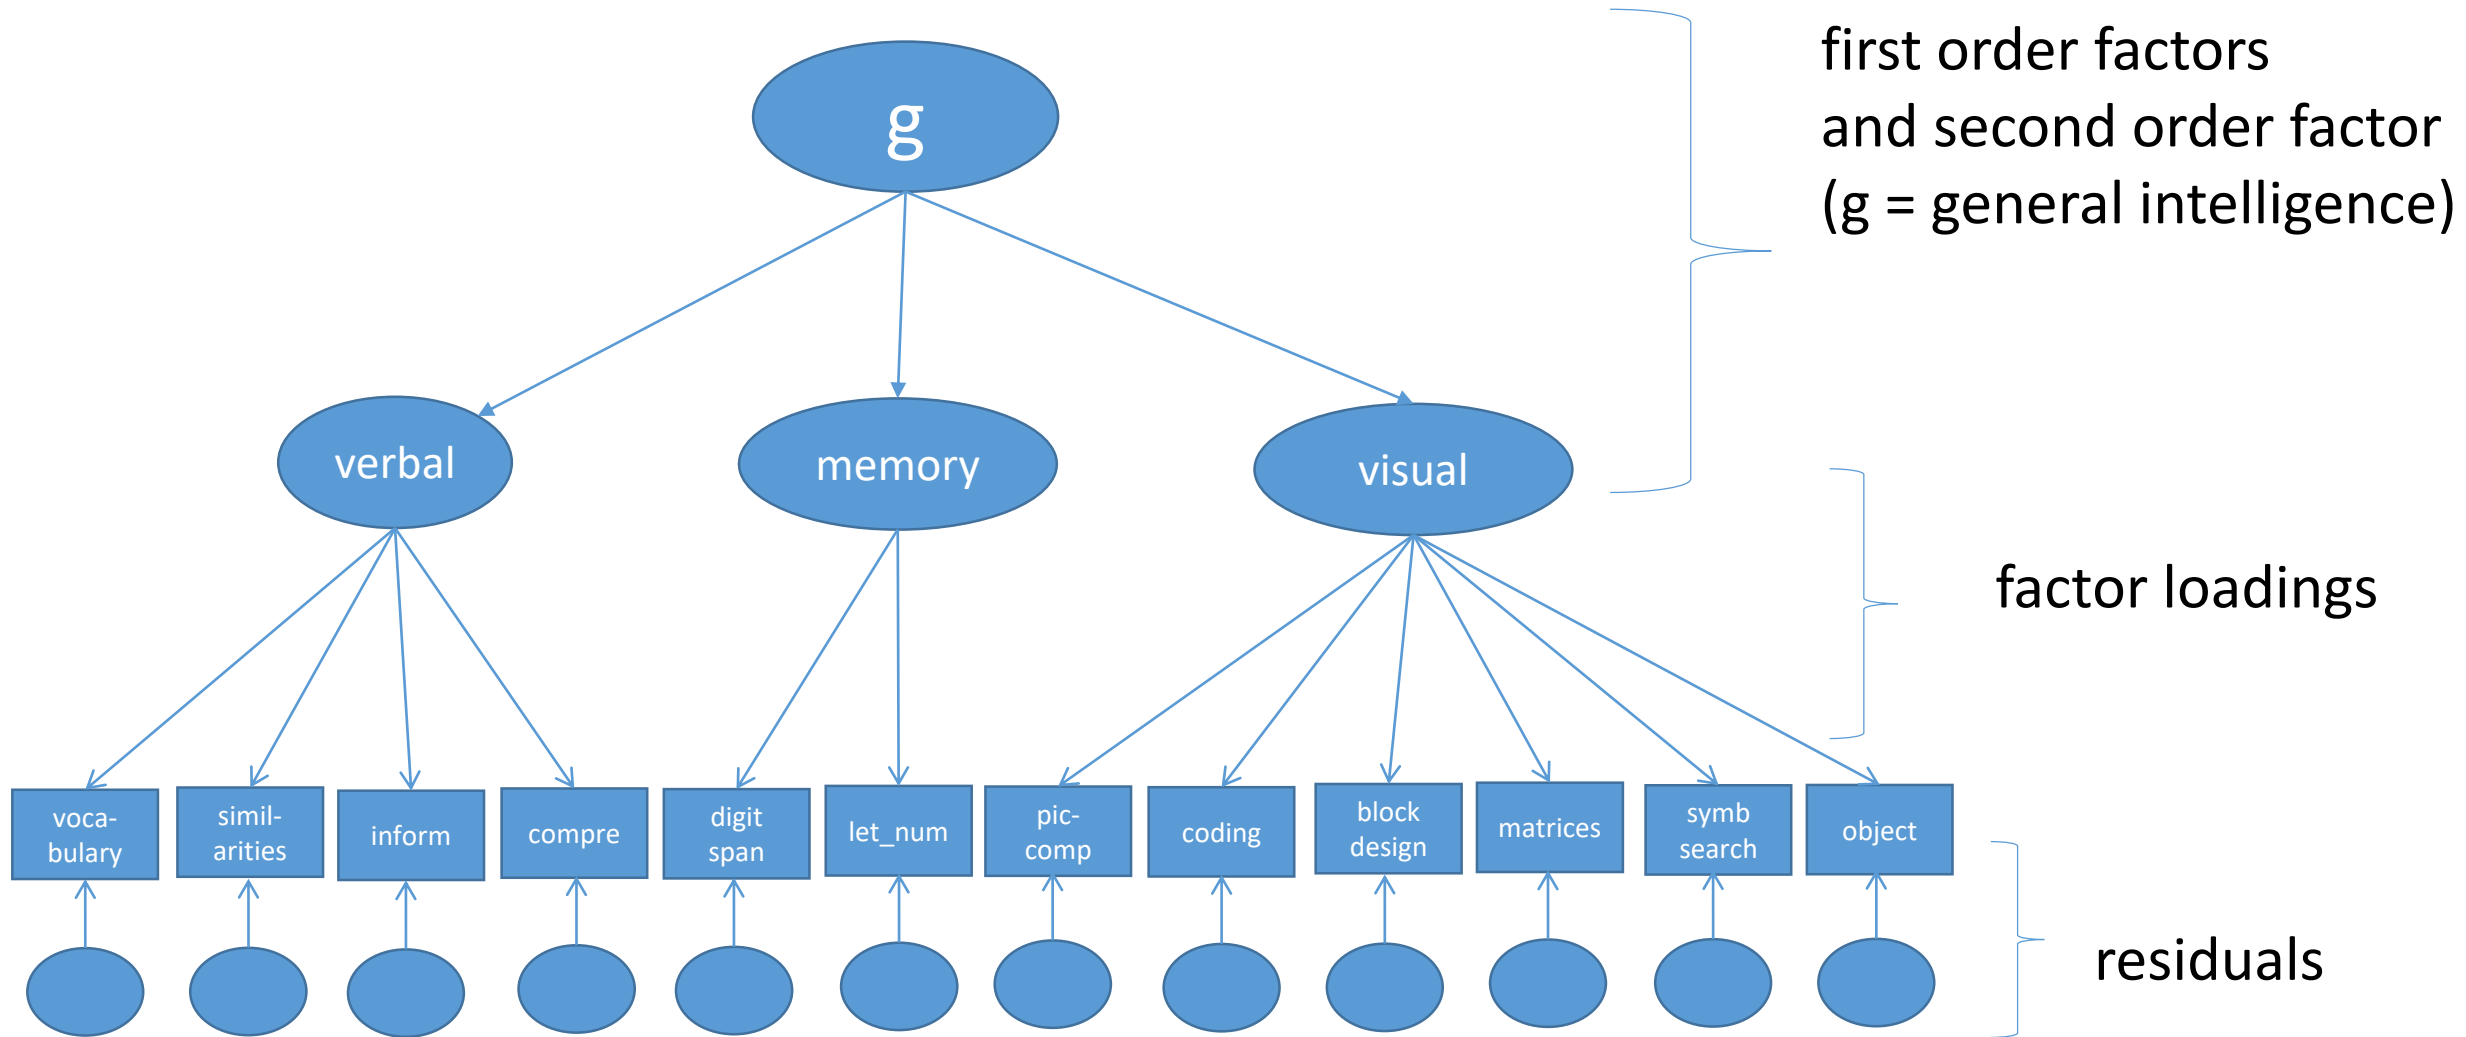 first order factors
and second order factor
(g = general intelligence)
g
verbal
memory
visual
factor loadings
voca-
bulary
simil-
arities
inform
compre
digit
span
let_num
pic-
comp
coding
block
design
matrices
symb
search
object
residuals